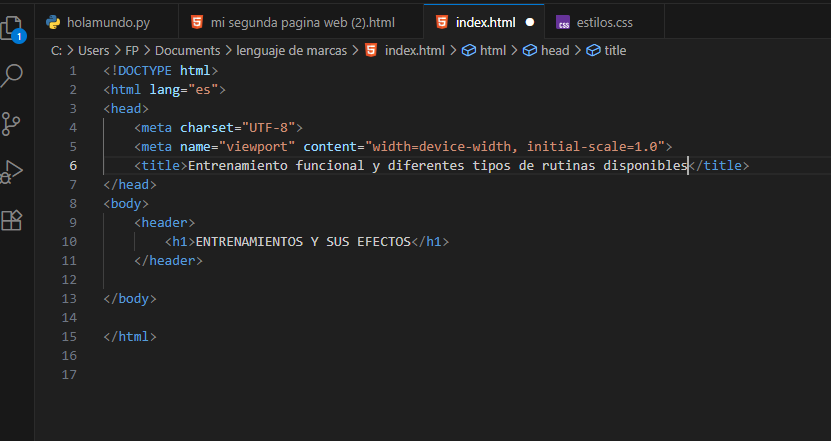 holamundo.py mi segunda pagina web (2).html index.html estilos.css
C: > Users > FP > Documents > lenguaje de marcas > index.html > html > head > title
1 <!DOCTYPE html>
2 <html lang="es">
3 <head>
4 <meta charset="UTF-8">
5 <meta name="viewport" content="width=device-width, initial-scale=1.0">
6 <title>Entrenamiento funcional y diferentes tipos de rutinas disponibles</title>
7 </head>
8 <body>
9 <header>
10 <h1>ENTRENAMIENTOS Y SUS EFECTOS</h1>
11 </header>
12
13 </body>
14
15 </html>
16
17
1